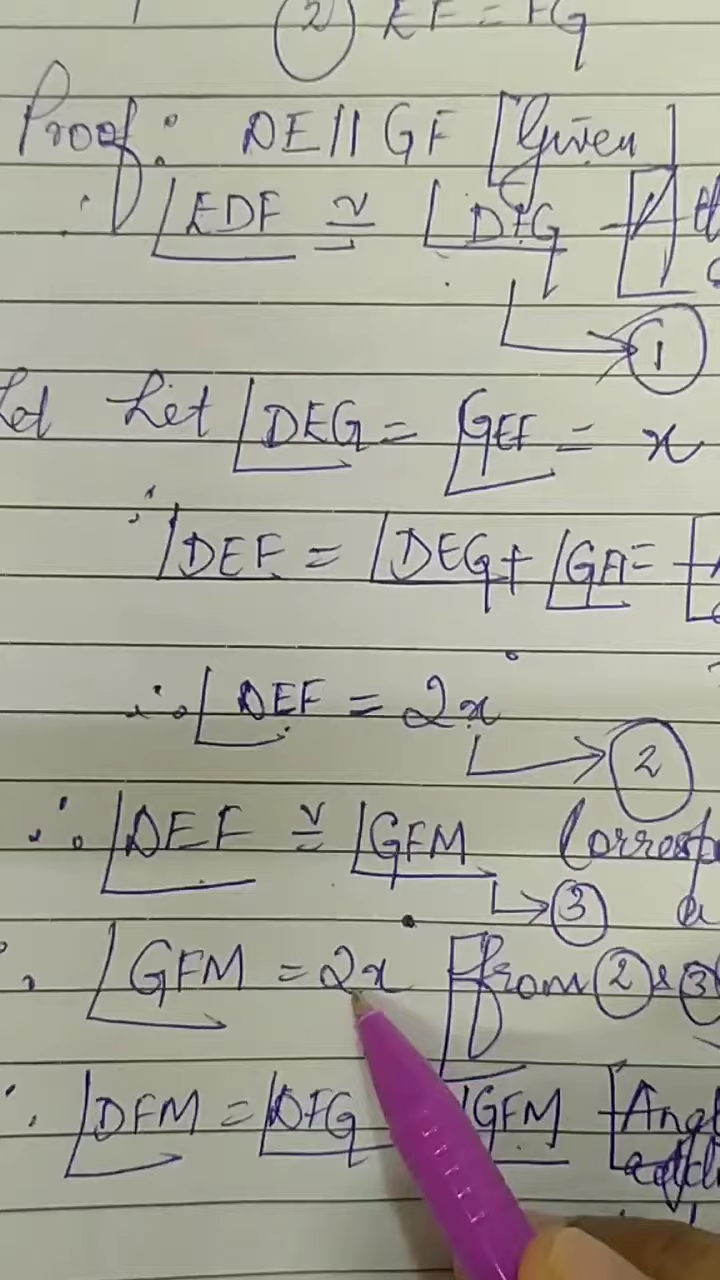 ② EF = FG
Proof : DE || GF [Given]
∴ ∠EDF ≅ ∠DFG
①
Let ∠DEG = ∠GEF = x
∴ ∠DEF = ∠DEG +
∴ ∠DEF = 2x°
②
∴ ∠DEF ≅ ∠GFM
③
∴ ∠GFM = 2x [from ② & ③
∴ ∠DFM = ∠DFG ∠GFM